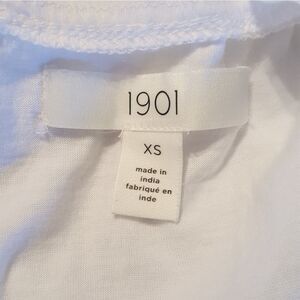 1901
XS
made in
india
fabriqué en
inde